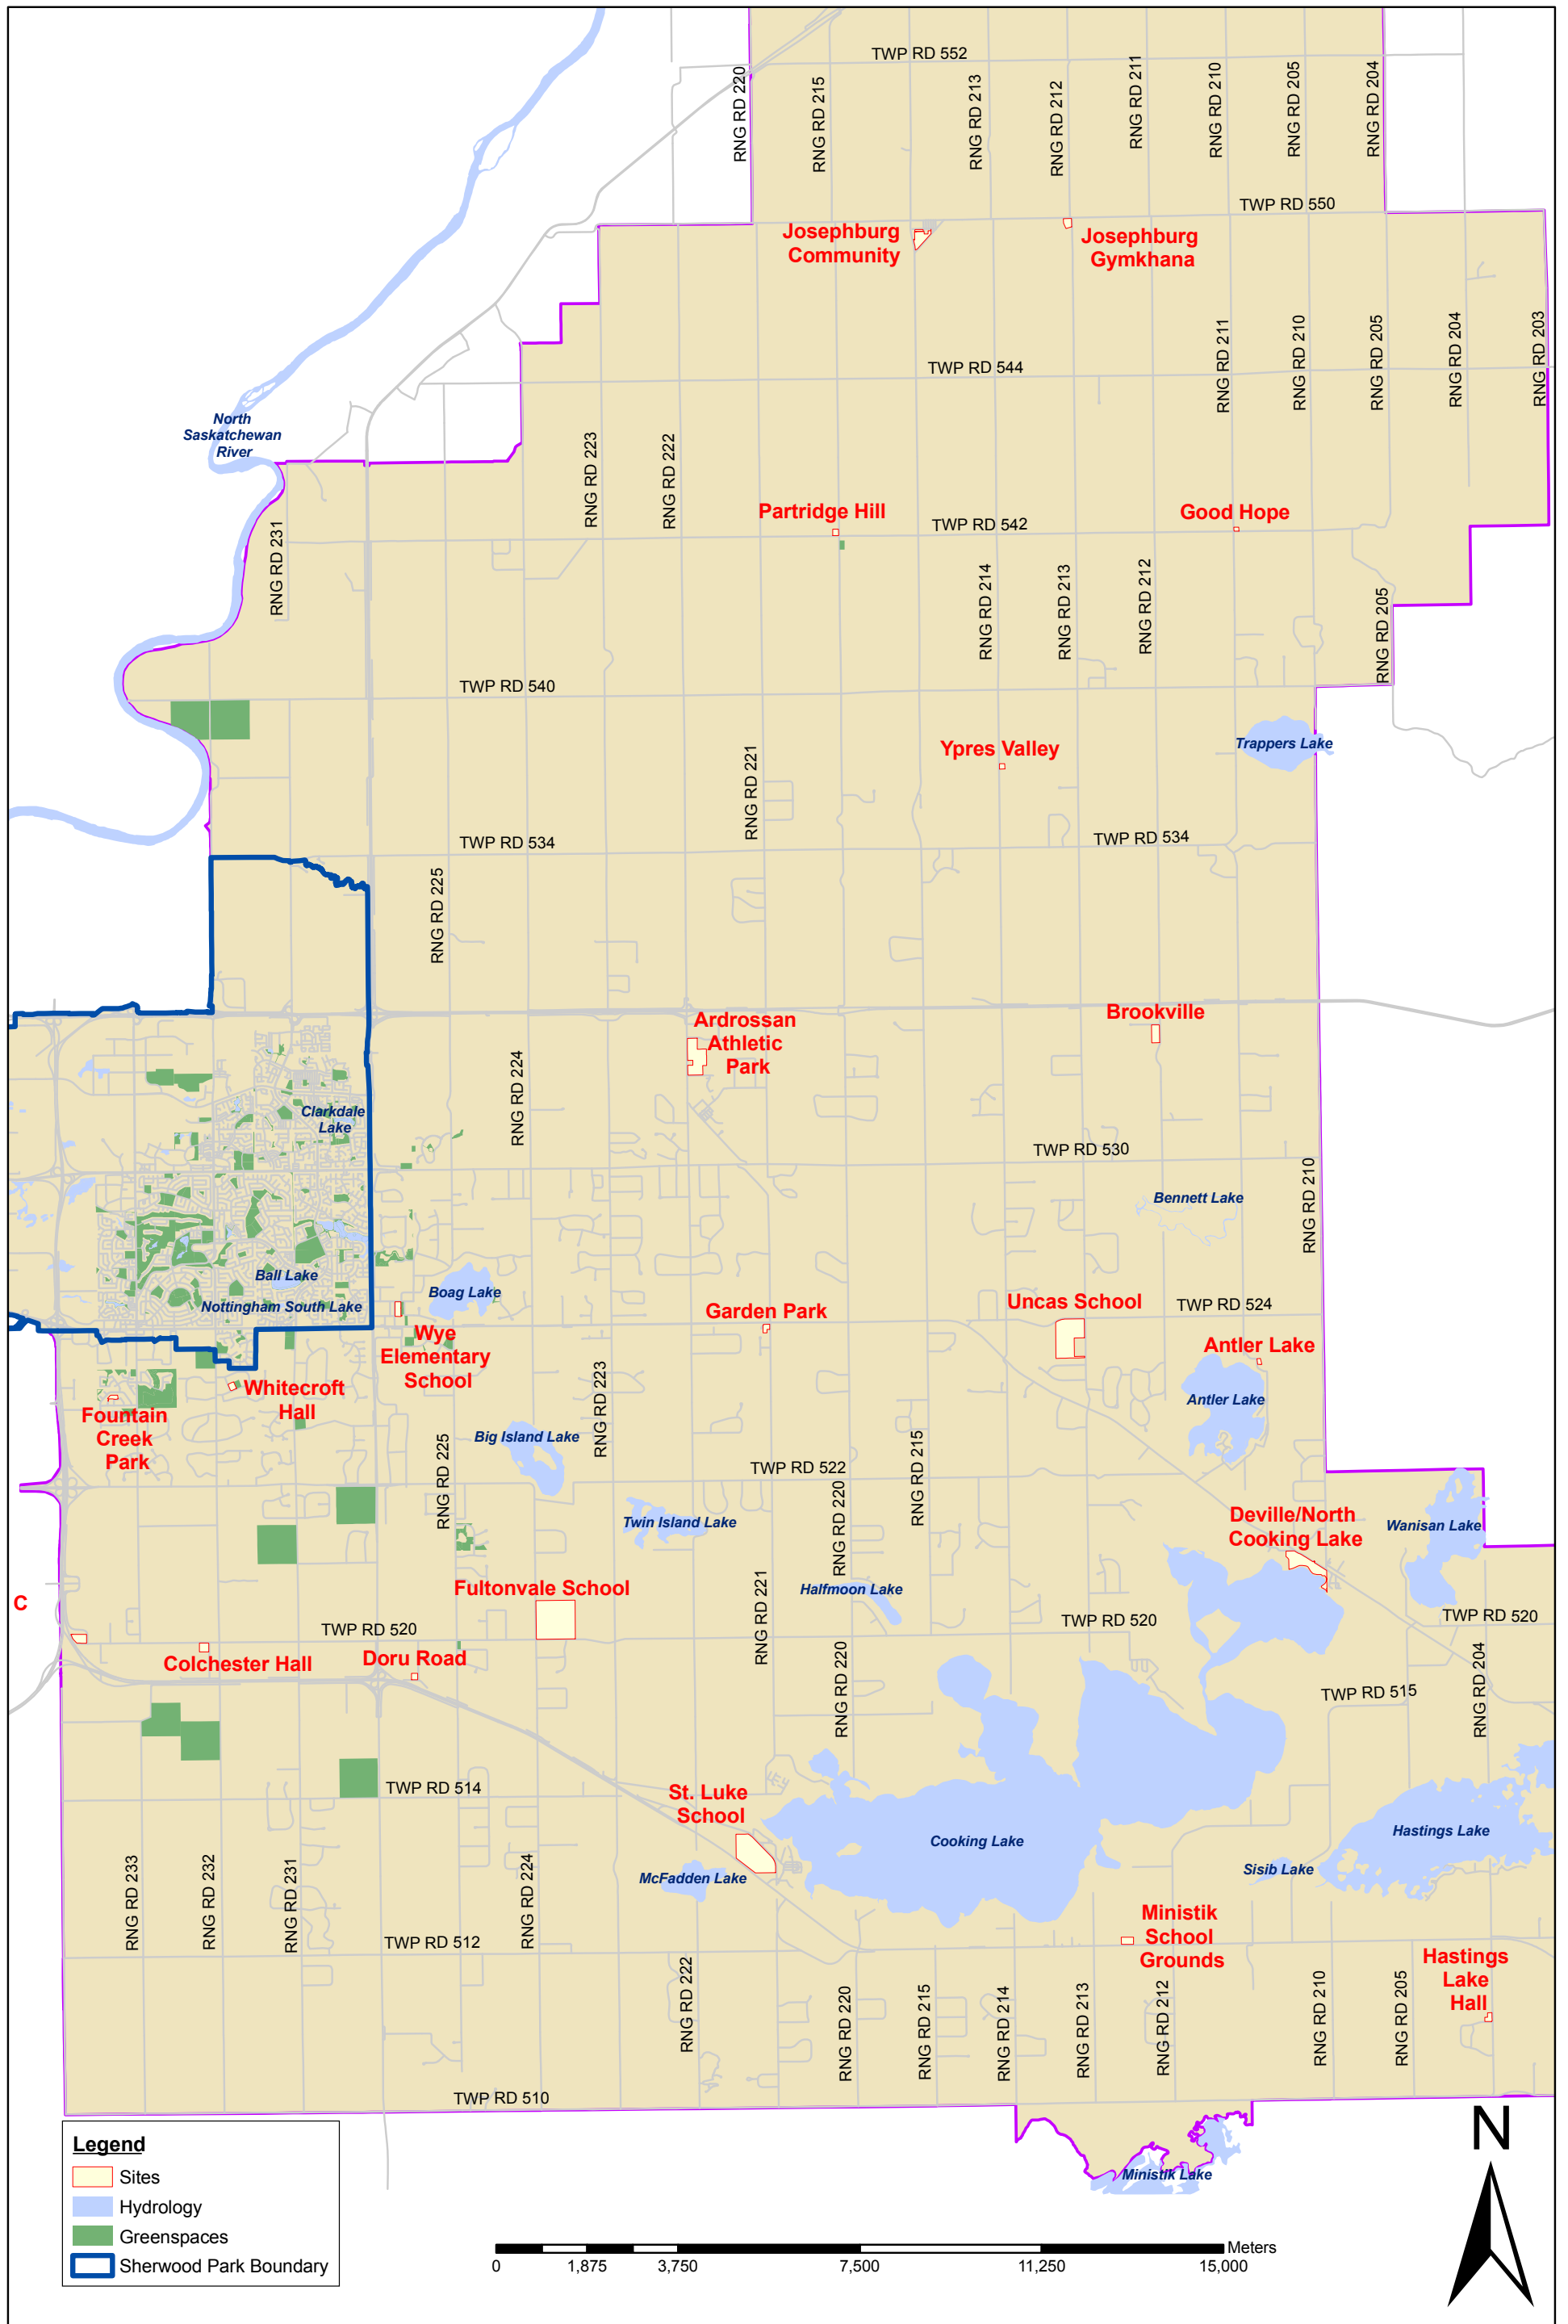 TWP RD 552
RNG RD 220
RNG RD 215
RNG RD 213
RNG RD 212
RNG RD 211
RNG RD 210
RNG RD 205
RNG RD 204
TWP RD 550
Josephburg
Community
Josephburg
Gymkhana
RNG RD 211
RNG RD 210
RNG RD 205
RNG RD 204
RNG RD 203
TWP RD 544
North
Saskatchewan
River
RNG RD 223
RNG RD 222
Partridge Hill
Good Hope
TWP RD 542
RNG RD 231
RNG RD 214
RNG RD 213
RNG RD 212
RNG RD 205
TWP RD 540
Ypres Valley
Trappers Lake
RNG RD 221
TWP RD 534
TWP RD 534
RNG RD 225
Ardrossan
Athletic
Park
Brookville
RNG RD 224
Clarkdale
Lake
TWP RD 530
Bennett Lake
RNG RD 210
Ball Lake
Nottingham South Lake
Boag Lake
Garden Park
Uncas School
TWP RD 524
Wye
Elementary
School
Antler Lake
Whitecroft
Hall
Fountain
Creek
Park
Antler Lake
RNG RD 223
RNG RD 225
Big Island Lake
TWP RD 522
RNG RD 220
RNG RD 215
Twin Island Lake
Deville/North
Cooking Lake
Wanisan Lake
C
Fultonvale School
Halfmoon Lake
RNG RD 221
TWP RD 520
TWP RD 520
TWP RD 520
Colchester Hall
Doru Road
RNG RD 220
RNG RD 204
TWP RD 515
TWP RD 514
St. Luke
School
Cooking Lake
Hastings Lake
McFadden Lake
Sisib Lake
RNG RD 233
RNG RD 232
RNG RD 231
RNG RD 224
TWP RD 512
Ministik
School
Grounds
Hastings
Lake
Hall
RNG RD 222
RNG RD 220
RNG RD 215
RNG RD 214
RNG RD 213
RNG RD 212
RNG RD 210
RNG RD 205
TWP RD 510
Ministik Lake
N
Legend
Sites
Hydrology
Greenspaces
Sherwood Park Boundary
Meters
0 1,875 3,750 7,500 11,250 15,000